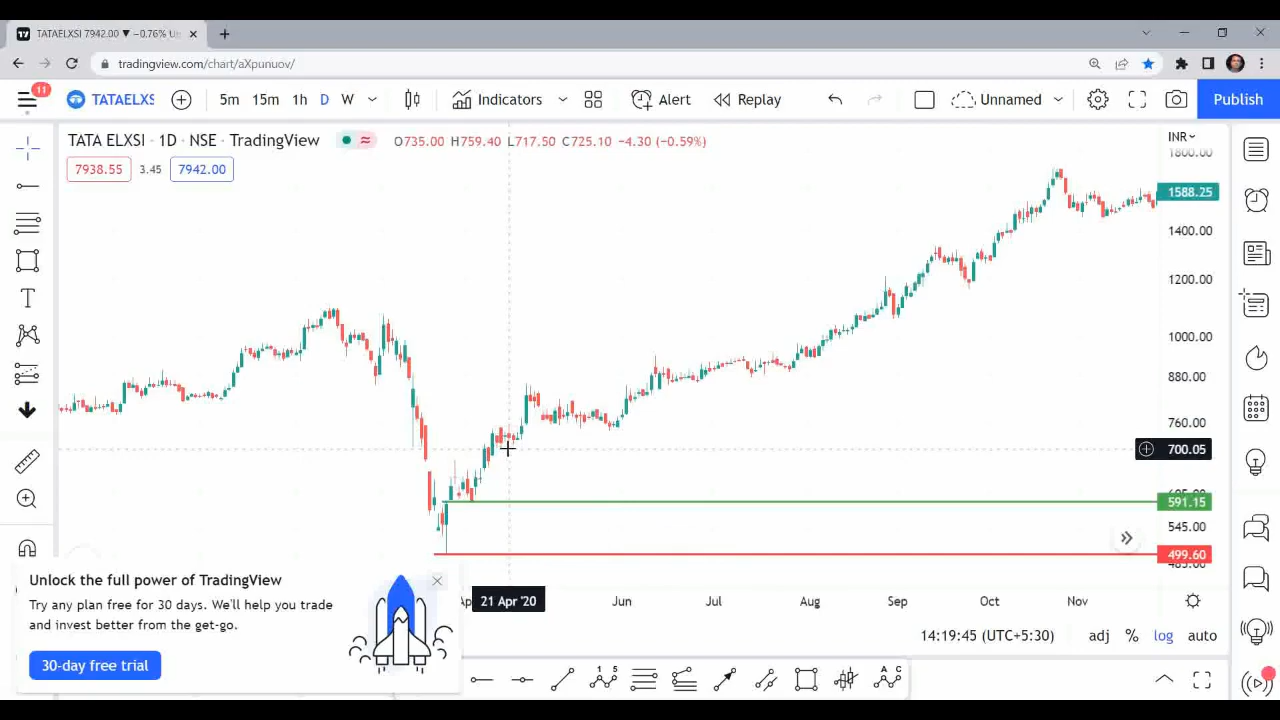 TATAELXSI 7942.00 ▼ −0.76% U
tradingview.com/chart/aXpunuov/
11
TATAELXS
5m 15m 1h D W
Indicators
Alert
Replay
Unnamed
Publish
TATA ELXSI · 1D · NSE · TradingView
O735.00 H759.40 L717.50 C725.10 −4.30 (−0.59%)
INR
7938.55 3.45 7942.00
1800.00
1588.25
1400.00
1200.00
1000.00
880.00
760.00
700.05
591.15
545.00
499.60
Unlock the full power of TradingView
Try any plan free for 30 days. We'll help you trade
and invest better from the get-go.
30-day free trial
21 Apr '20 Jun Jul Aug Sep Oct Nov
14:19:45 (UTC+5:30) adj % log auto
1 5
A C